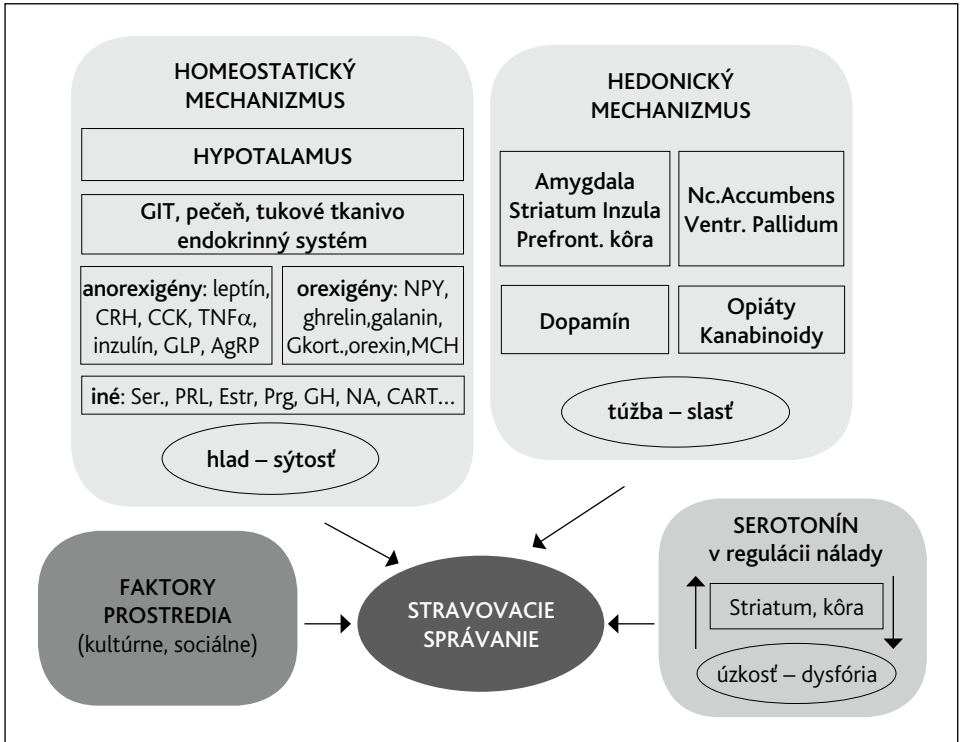 HOMEOSTATICKÝ
MECHANIZMUS
HYPOTALAMUS
GIT, pečeň, tukové tkanivo
endokrinný systém
anorexigény: leptín,
CRH, CCK, TNFα,
inzulín, GLP, AgRP
orexigény: NPY,
ghrelin,galanin,
Gkort.,orexin,MCH
iné: Ser., PRL, Estr, Prg, GH, NA, CART...
hlad – sýtosť
HEDONICKÝ
MECHANIZMUS
Amygdala
Striatum Inzula
Prefront. kôra
Nc.Accumbens
Ventr. Pallidum
Dopamín
Opiáty
Kanabinoidy
túžba – slasť
FAKTORY
PROSTREDIA
(kultúrne, sociálne)
STRAVOVACIE
SPRÁVANIE
SEROTONÍN
v regulácii nálady
Striatum, kôra
úzkosť – dysfória